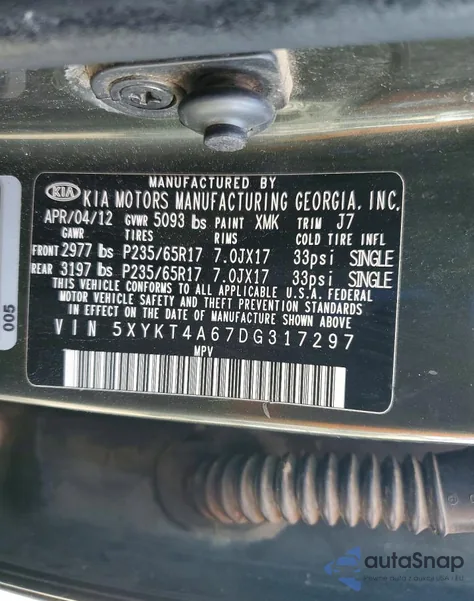 MANUFACTURED BY
KIA KIA MOTORS MANUFACTURING GEORGIA, INC.
APR/04/12 GVWR 5093 lbs PAINT XMK TRIM J7
GAWR TIRES RIMS COLD TIRE INFL
FRONT 2977 lbs P235/65R17 7.0JX17 33psi SINGLE
REAR 3197 lbs P235/65R17 7.0JX17 33psi SINGLE
THIS VEHICLE CONFORMS TO ALL APPLICABLE U.S.A. FEDERAL
MOTOR VEHICLE SAFETY AND THEFT PREVENTION STANDARDS
IN EFFECT ON THE DATE OF MANUFACTURE SHOWN ABOVE.
VIN 5XYKT4A67DG317297
MPV
005
autoSnap